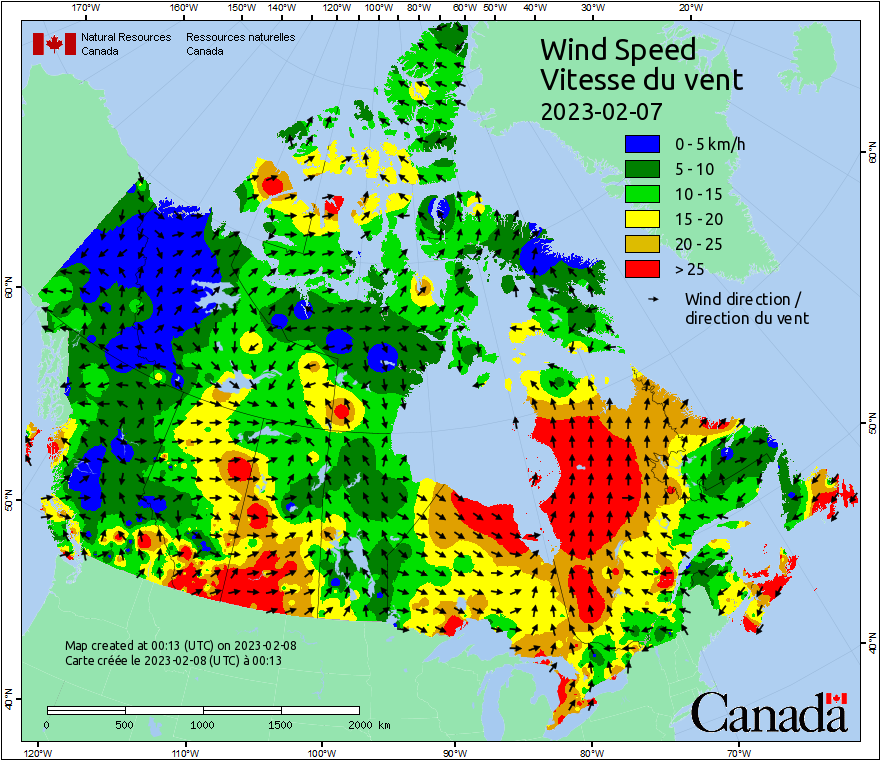 170°W 160°W 150°W 140°W 130°W 120°W 110°W 100°W 90°W 80°W 70°W 60°W 50°W 40°W 30°W 20°W
Natural Resources Ressources naturelles
Canada Canada
Wind Speed
Vitesse du vent
2023-02-07
0 - 5 km/h
5 - 10
10 - 15
15 - 20
20 - 25
> 25
Wind direction /
direction du vent
60°N
60°N
50°N
50°N
40°N
40°N
Map created at 00:13 (UTC) on 2023-02-08
Carte créée le 2023-02-08 (UTC) à 00:13
0 500 1000 1500 2000 km
Canada
120°W 110°W 100°W 90°W 80°W 70°W